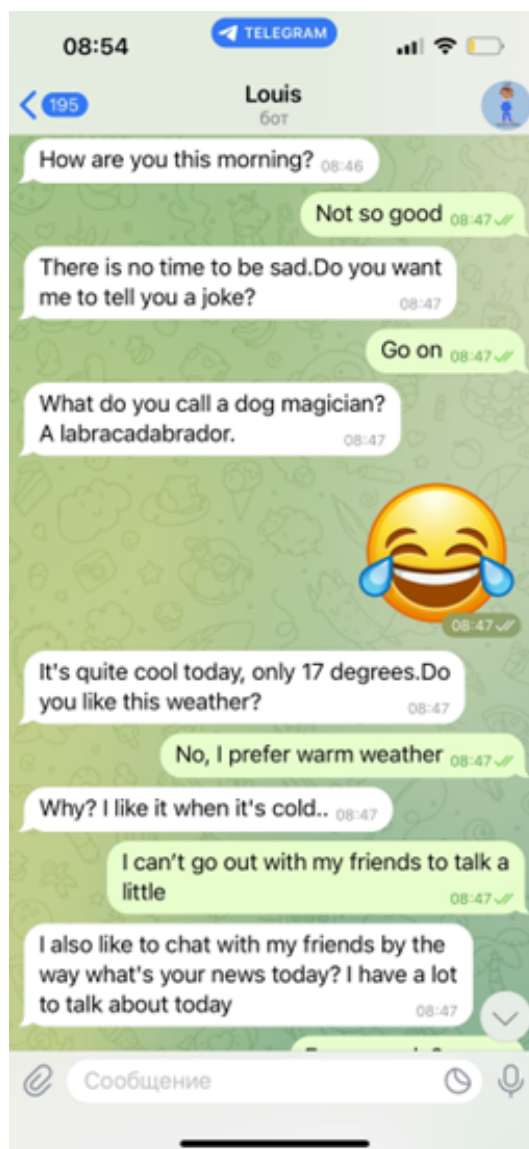 08:54
TELEGRAM
195
Louis
бот
How are you this morning? 08:46
Not so good 08:47
There is no time to be sad.Do you want
me to tell you a joke?
08:47
Go on 08:47
What do you call a dog magician?
A labracadabrador.
08:47
08:47
It's quite cool today, only 17 degrees.Do
you like this weather?
08:47
No, I prefer warm weather 08:47
Why? I like it when it's cold.. 08:47
I can't go out with my friends to talk a
little
08:47
I also like to chat with my friends by the
way what's your news today? I have a lot
to talk about today
08:47
Сообщение